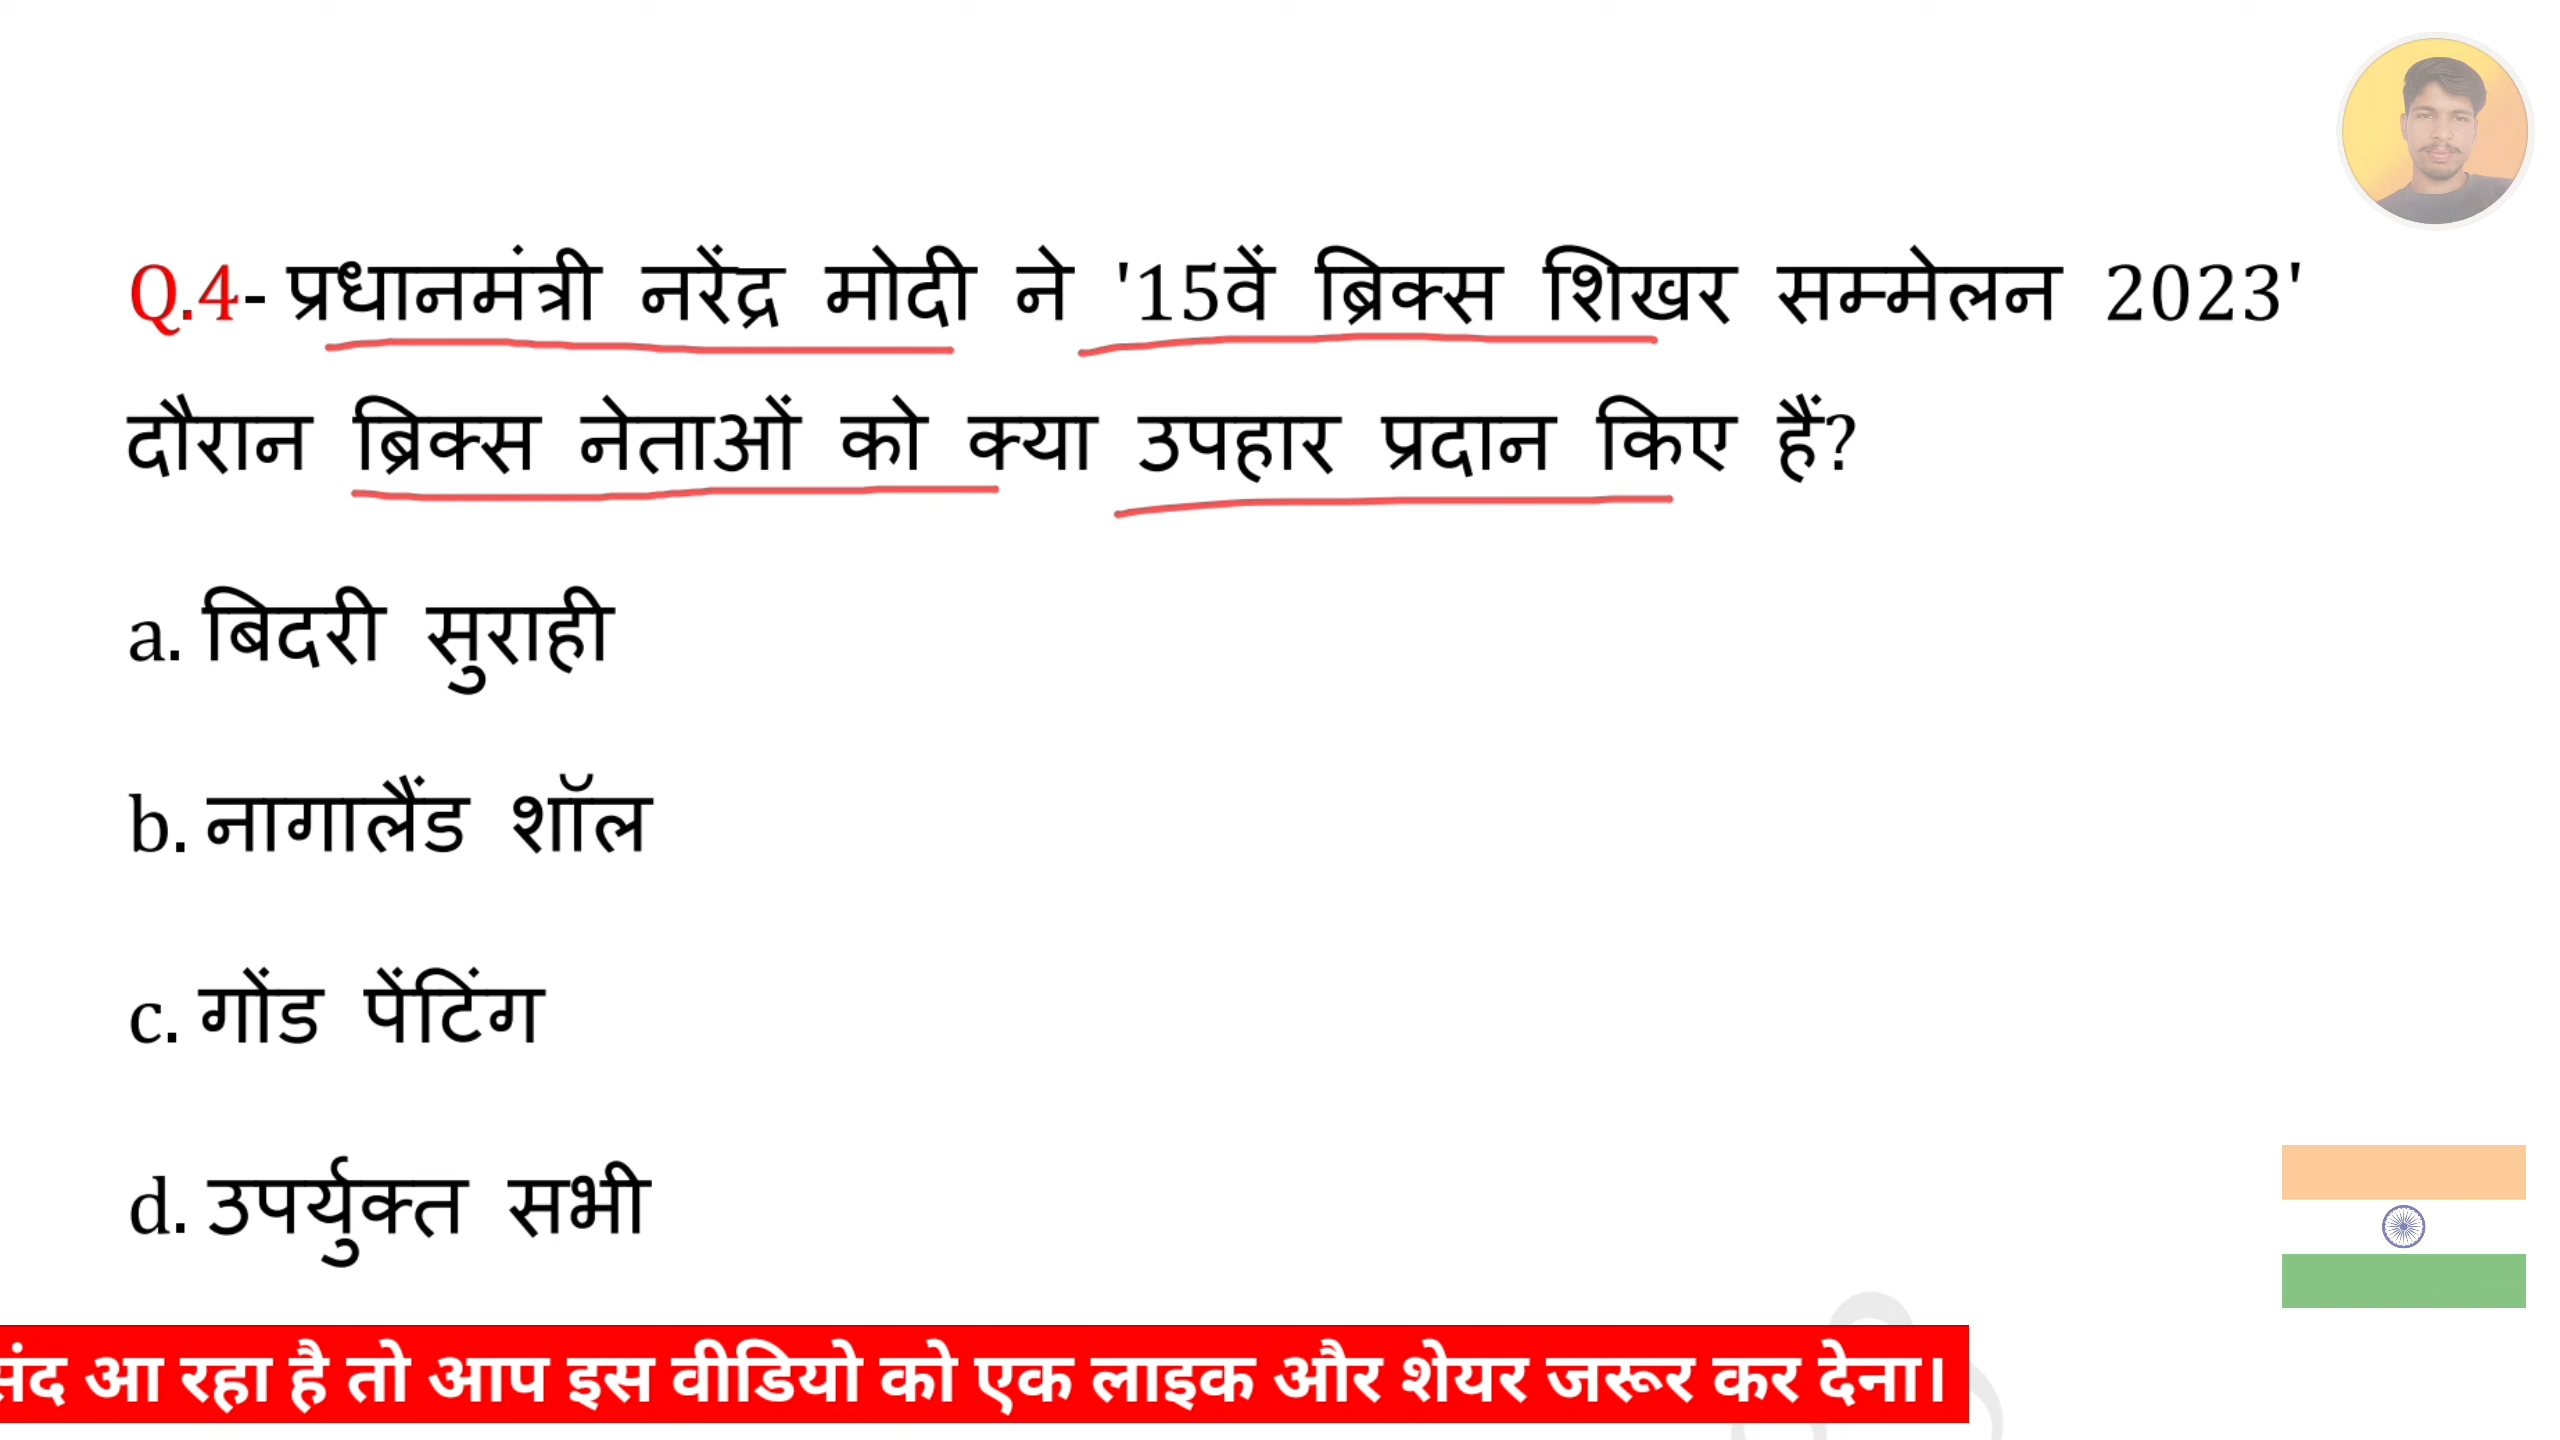 Q.4- प्रधानमंत्री नरेंद्र मोदी ने '15वें ब्रिक्स शिखर सम्मेलन 2023'
दौरान ब्रिक्स नेताओं को क्या उपहार प्रदान किए हैं?
a. बिदरी सुराही
b. नागालैंड शॉल
c. गोंड पेंटिंग
d. उपर्युक्त सभी
आ रहा है तो आप इस वीडियो को एक लाइक और शेयर जरूर कर देना।